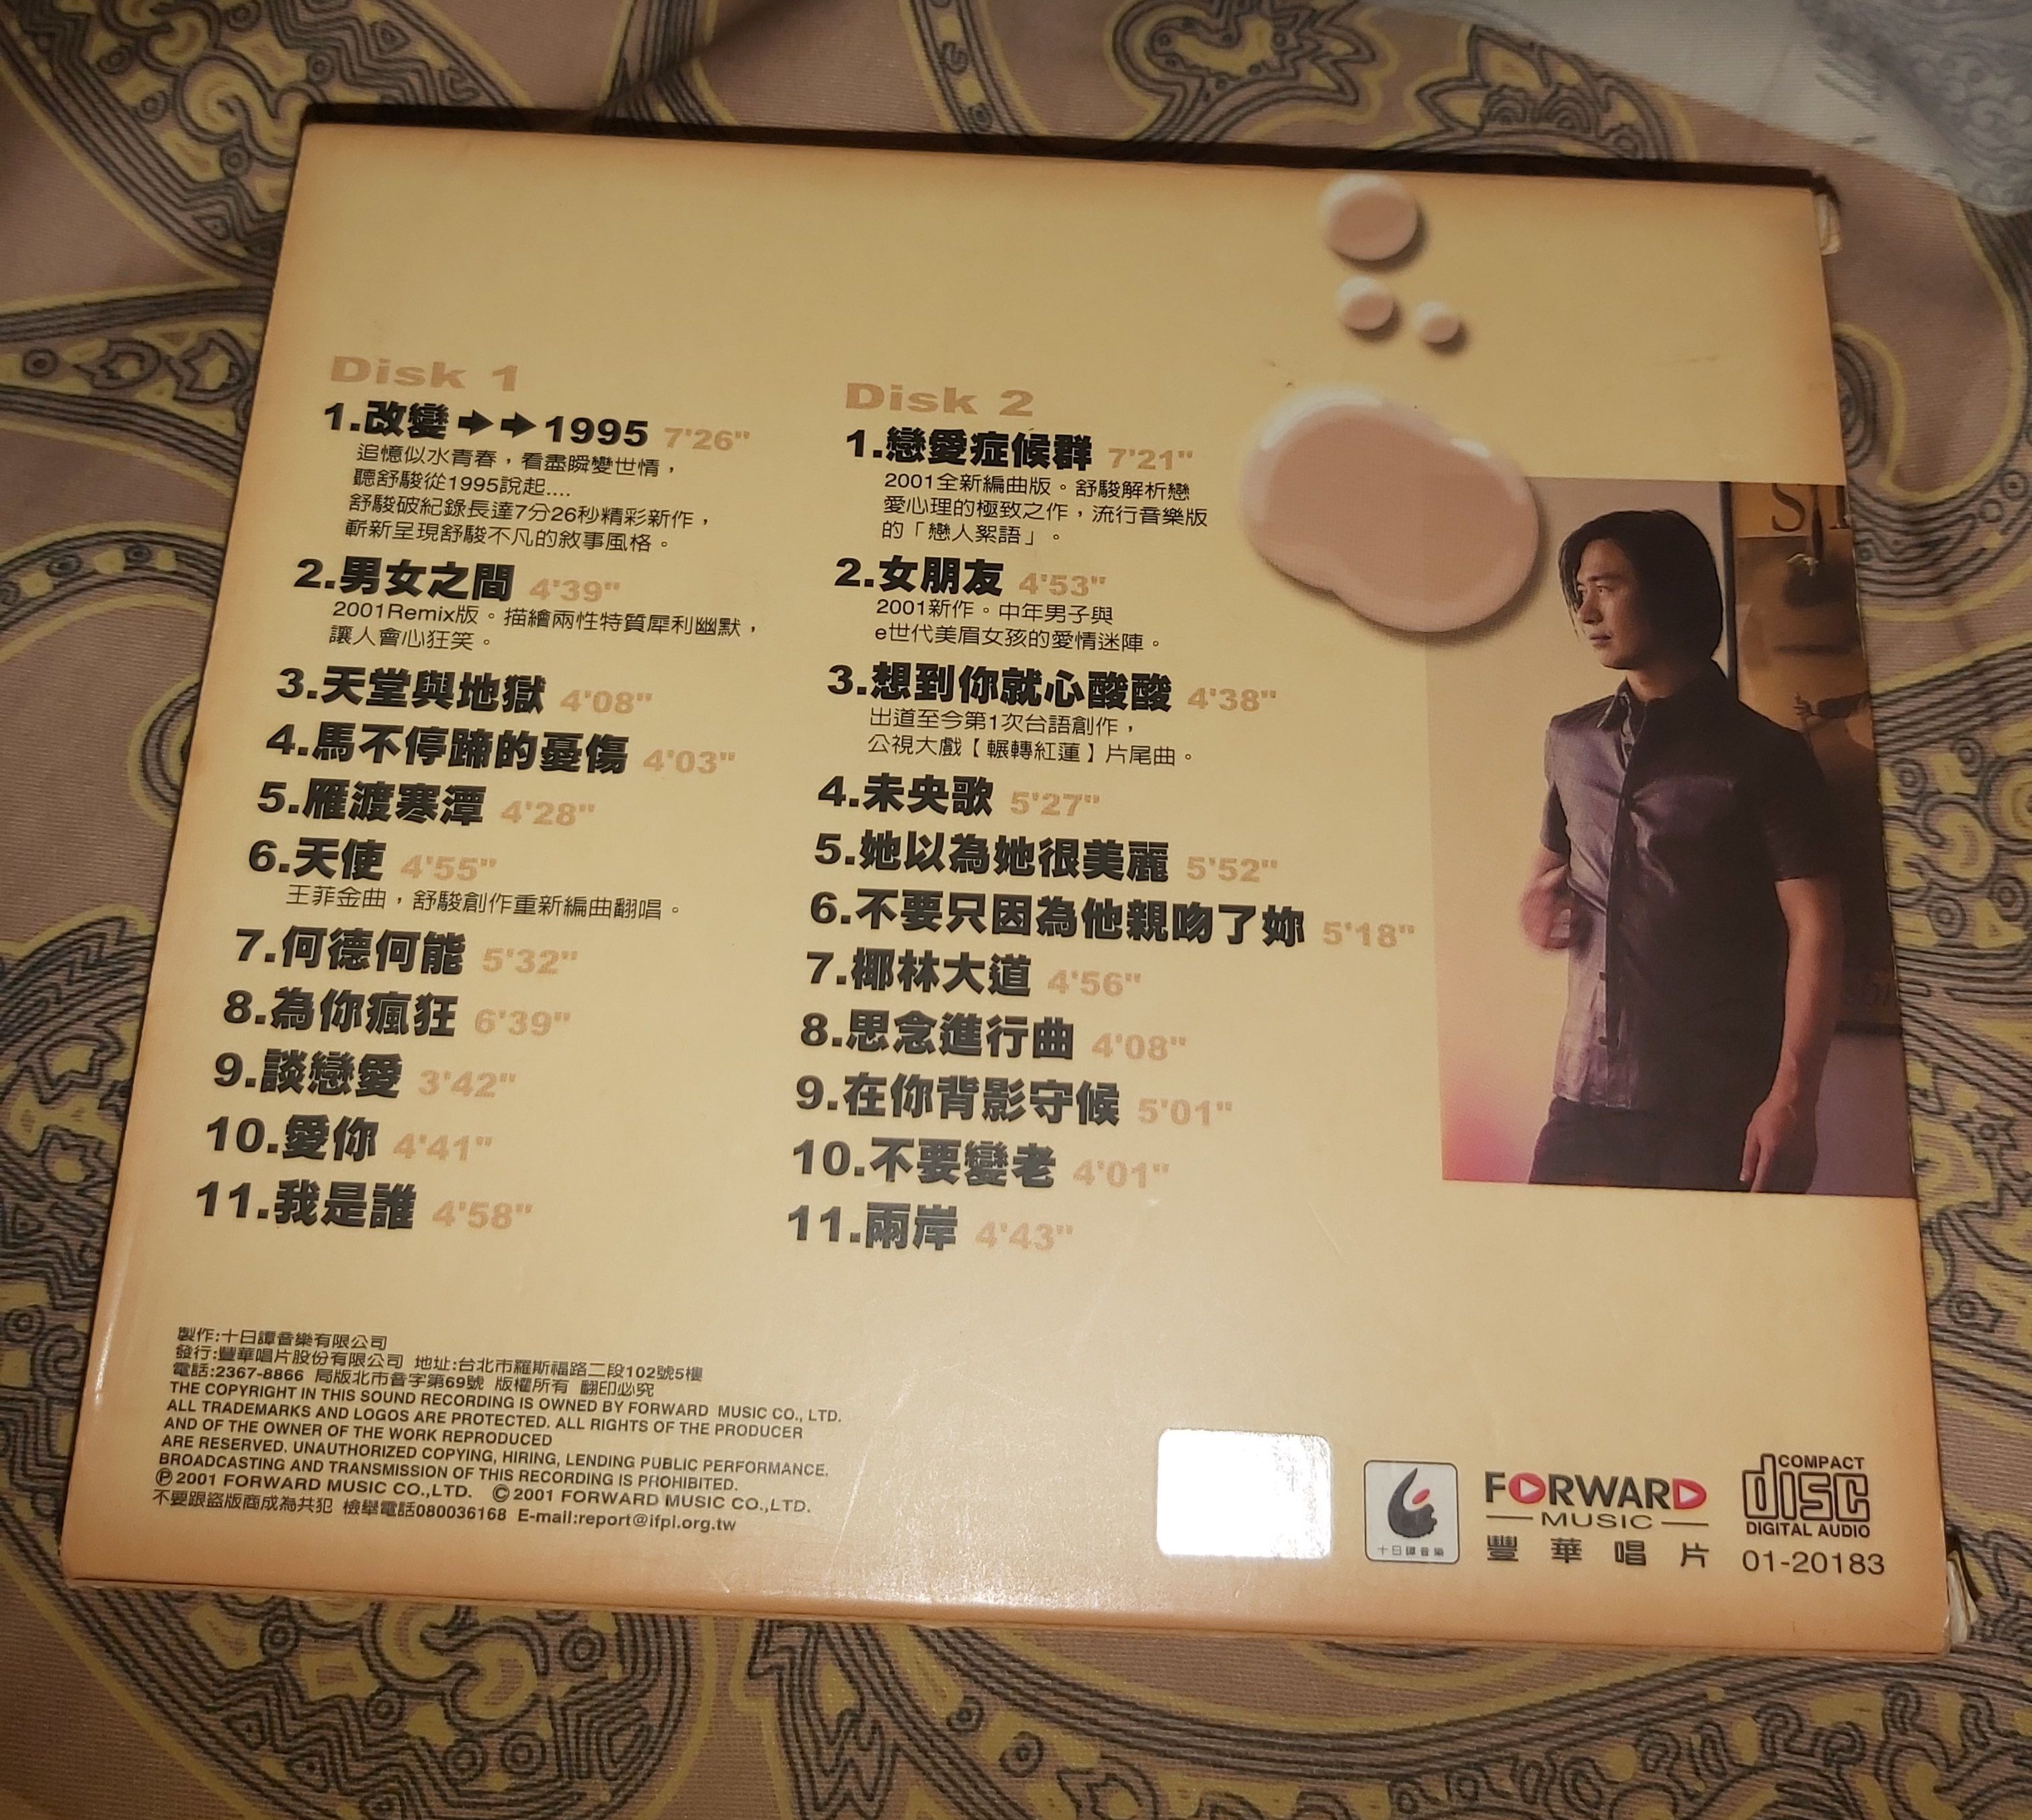 Disk 1
1.改變➔➔1995 7'26"
追憶似水青春，看盡瞬變世情，
聽舒駿從1995說起....
舒駿破紀錄長達7分26秒精彩新作，
嶄新呈現舒駿不凡的敘事風格。
2.男女之間 4'39"
2001Remix版。描繪兩性特質犀利幽默，
讓人會心狂笑。
3.天堂與地獄 4'08"
4.馬不停蹄的憂傷 4'03"
5.雁渡寒潭 4'28"
6.天使 4'55"
王菲金曲，舒駿創作重新編曲翻唱。
7.何德何能 5'32"
8.為你瘋狂 6'39"
9.談戀愛 3'42"
10.愛你 4'41"
11.我是誰 4'58"
Disk 2
1.戀愛症候群 7'21"
2001全新編曲版。舒駿解析戀
愛心理的極致之作，流行音樂版
的「戀人絮語」。
2.女朋友 4'53"
2001新作。中年男子與
e世代美眉女孩的愛情迷陣。
3.想到你就心酸酸 4'38"
出道至今第1次台語創作，
公視大戲【輾轉紅蓮】片尾曲。
4.未央歌 5'27"
5.她以為她很美麗 5'52"
6.不要只因為他親吻了妳 5'18"
7.椰林大道 4'56"
8.思念進行曲 4'08"
9.在你背影守候 5'01"
10.不要變老 4'01"
11.兩岸 4'43"
製作:十日譚音樂有限公司
發行:豐華唱片股份有限公司 地址:台北市羅斯福路二段102號5樓
電話:2367-8866 局版北市音字第69號 版權所有 翻印必究
THE COPYRIGHT IN THIS SOUND RECORDING IS OWNED BY FORWARD MUSIC CO., LTD.
ALL TRADEMARKS AND LOGOS ARE PROTECTED. ALL RIGHTS OF THE PRODUCER
AND OF THE OWNER OF THE WORK REPRODUCED
ARE RESERVED. UNAUTHORIZED COPYING, HIRING, LENDING PUBLIC PERFORMANCE.
BROADCASTING AND TRANSMISSION OF THIS RECORDING IS PROHIBITED.
Ⓟ2001 FORWARD MUSIC CO.,LTD. ©2001 FORWARD MUSIC CO.,LTD.
不要跟盜版商成為共犯 檢舉電話080036168 E-mail:report@ifpl.org.tw
十日譚音樂
FORWARD
MUSIC
豐華唱片
COMPACT
disc
DIGITAL AUDIO
01-20183